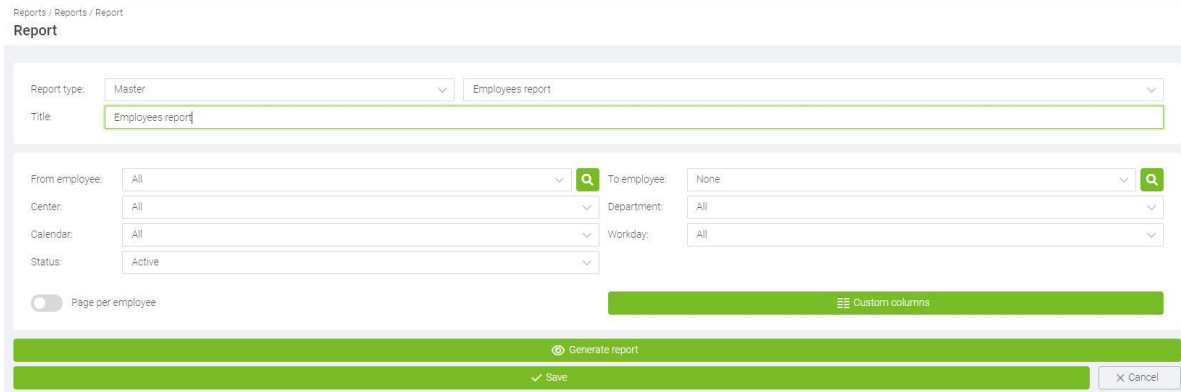 Reports / Reports / Report
Report
Report type: Master Employees report
Title: Employees report
From employee: All To employee: None
Center: All Department: All
Calendar: All Workday: All
Status: Active
Page per employee Custom columns
Generate report
Save Cancel